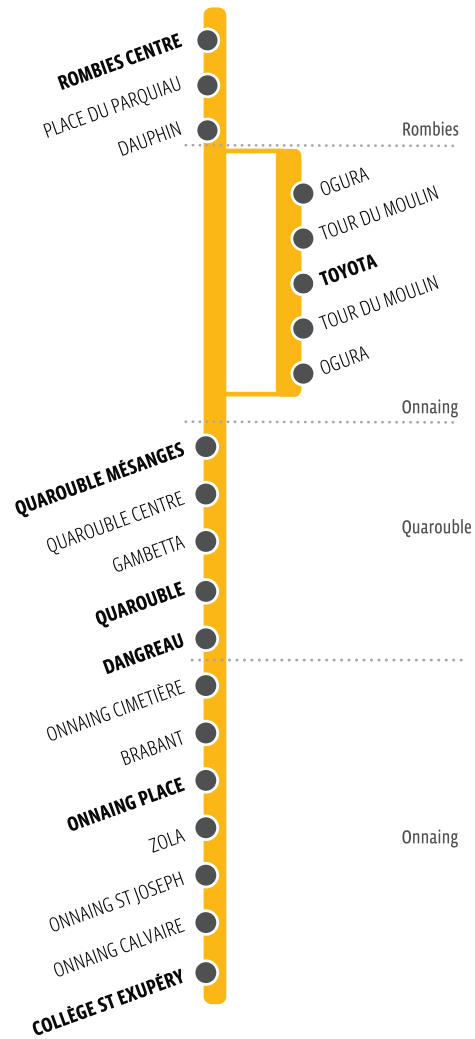 ROMBIES CENTRE
PLACE DU PARQUIAU
DAUPHIN
Rombies
OGURA
TOUR DU MOULIN
TOYOTA
TOUR DU MOULIN
OGURA
Onnaing
QUAROUBLE MÉSANGES
QUAROUBLE CENTRE
Quarouble
GAMBETTA
QUAROUBLE
DANGREAU
ONNAING CIMETIÈRE
BRABANT
ONNAING PLACE
ZOLA
Onnaing
ONNAING ST JOSEPH
ONNAING CALVAIRE
COLLÈGE ST EXUPÉRY